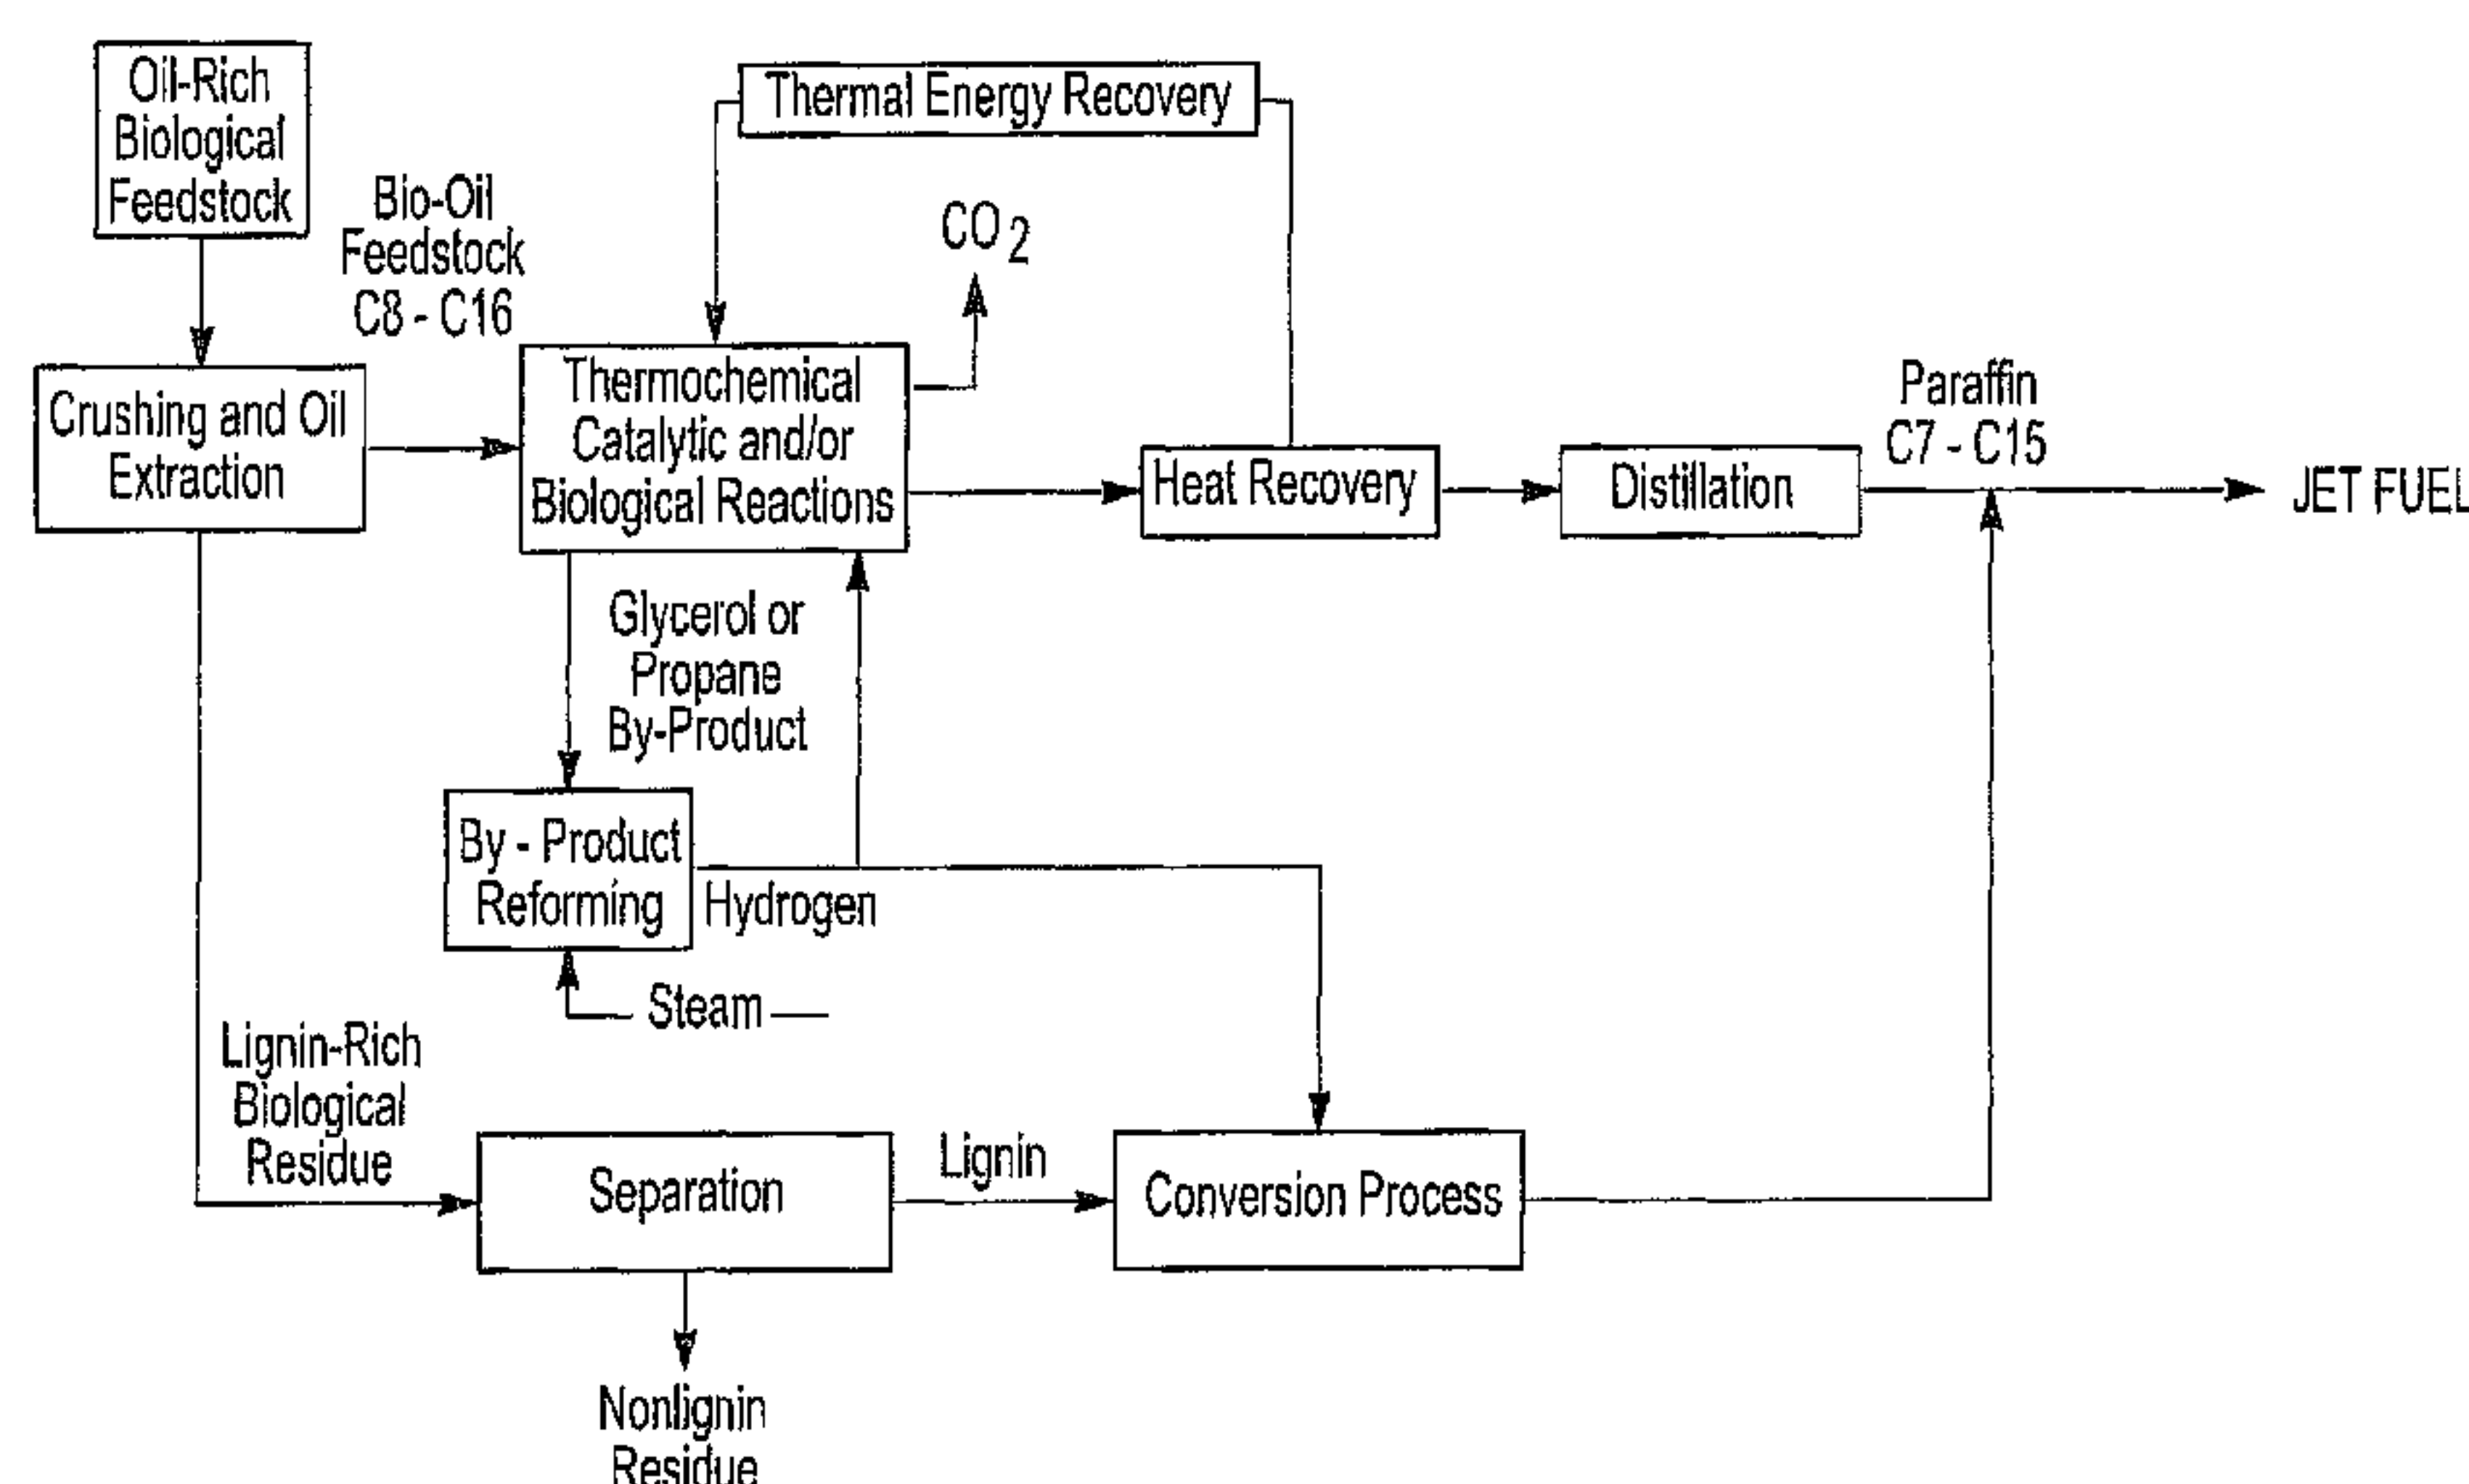 Oil-Rich
Biological
Feedstock
Thermal Energy Recovery
Bio-Oil
Feedstock
C8 - C16
CO2
Crushing and Oil
Extraction
Thermochemical
Catalytic and/or
Biological Reactions
Heat Recovery
Distillation
Paraffin
C7 - C15
JET FUEL
Glycerol or
Propane
By-Product
By - Product
Reforming
Hydrogen
Steam
Lignin-Rich
Biological
Residue
Separation
Lignin
Conversion Process
Nonlignin
Residue